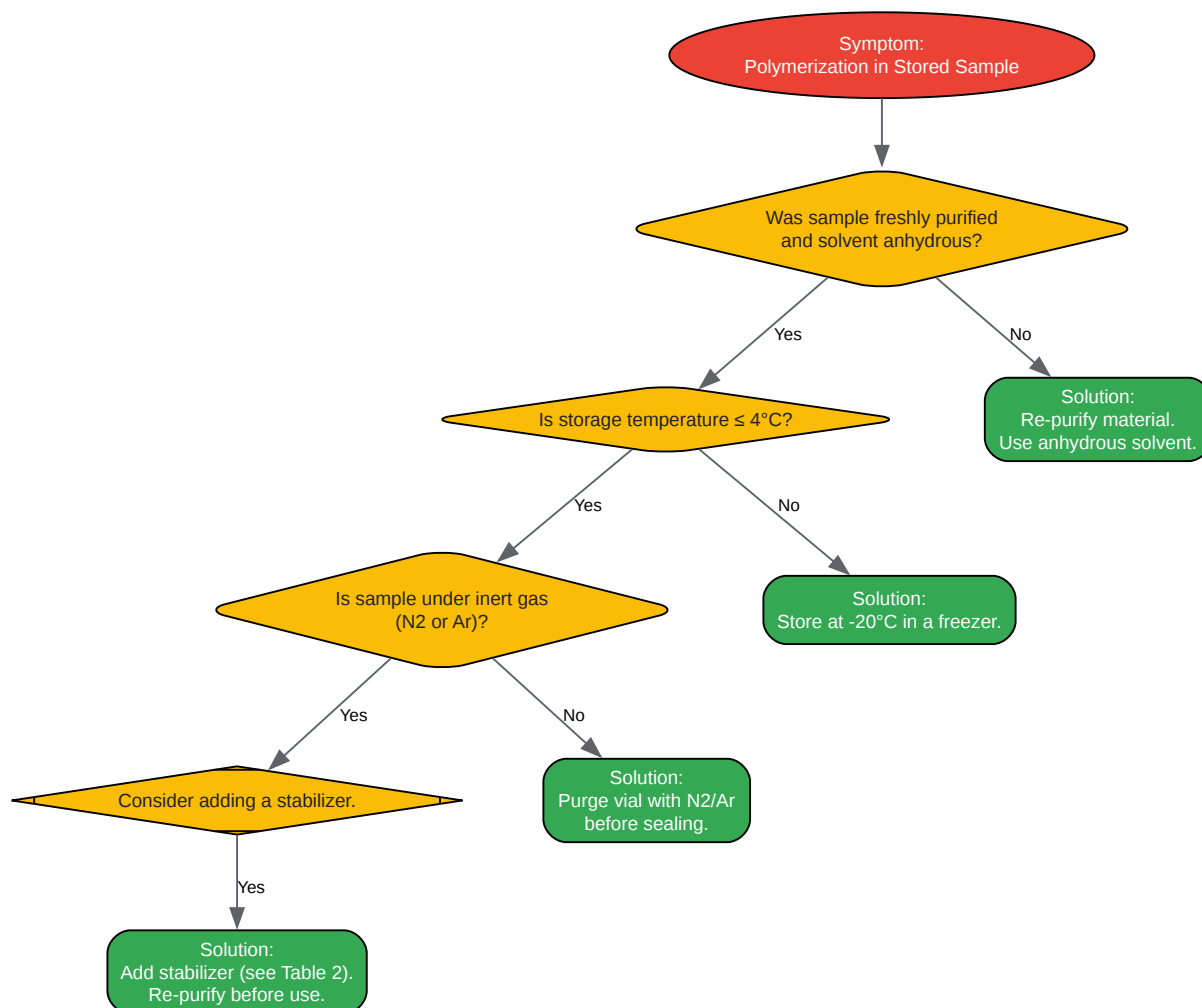 Symptom:
Polymerization in Stored Sample
Was sample freshly purified
and solvent anhydrous?
Yes
No
Is storage temperature ≤ 4°C?
Solution:
Re-purify material.
Use anhydrous solvent.
Yes
No
Is sample under inert gas
(N2 or Ar)?
Solution:
Store at -20°C in a freezer.
Yes
No
Consider adding a stabilizer.
Solution:
Purge vial with N2/Ar
before sealing.
Yes
Solution:
Add stabilizer (see Table 2).
Re-purify before use.